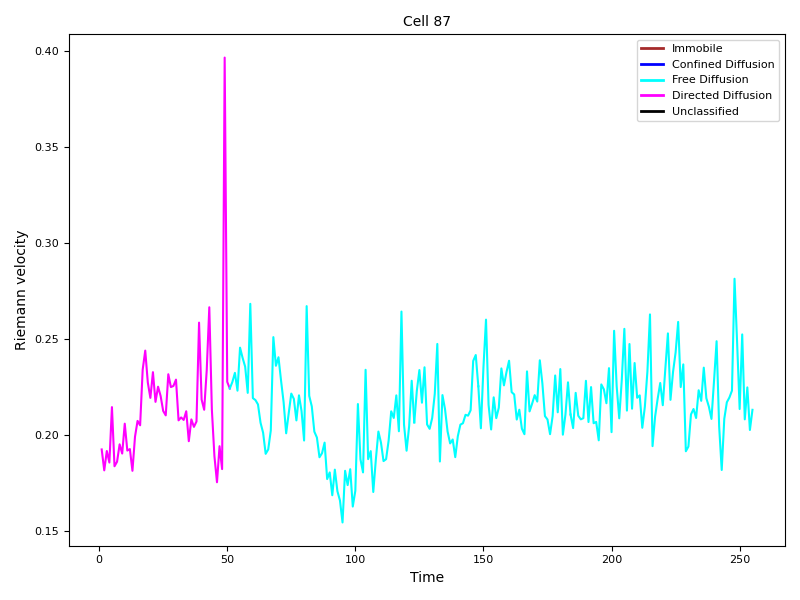 Cell 87
Riemann velocity
0.40
0.35
0.30
0.25
0.20
0.15
Immobile
Confined Diffusion
Free Diffusion
Directed Diffusion
Unclassified
0
50
100
150
200
250
Time